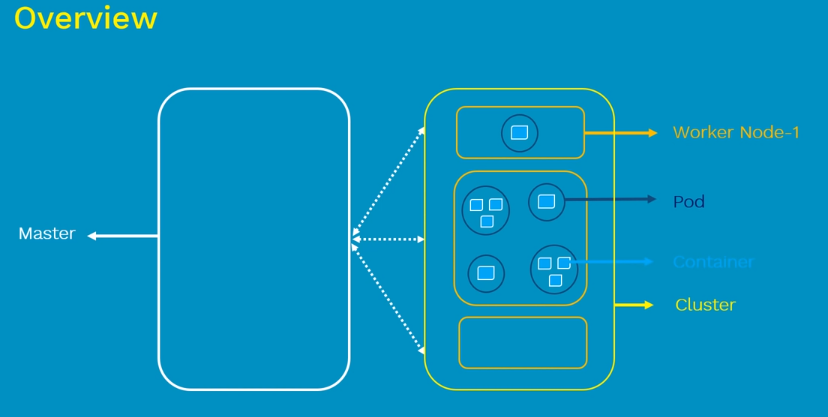 Overview
Master
Worker Node-1
Pod
Container
Cluster